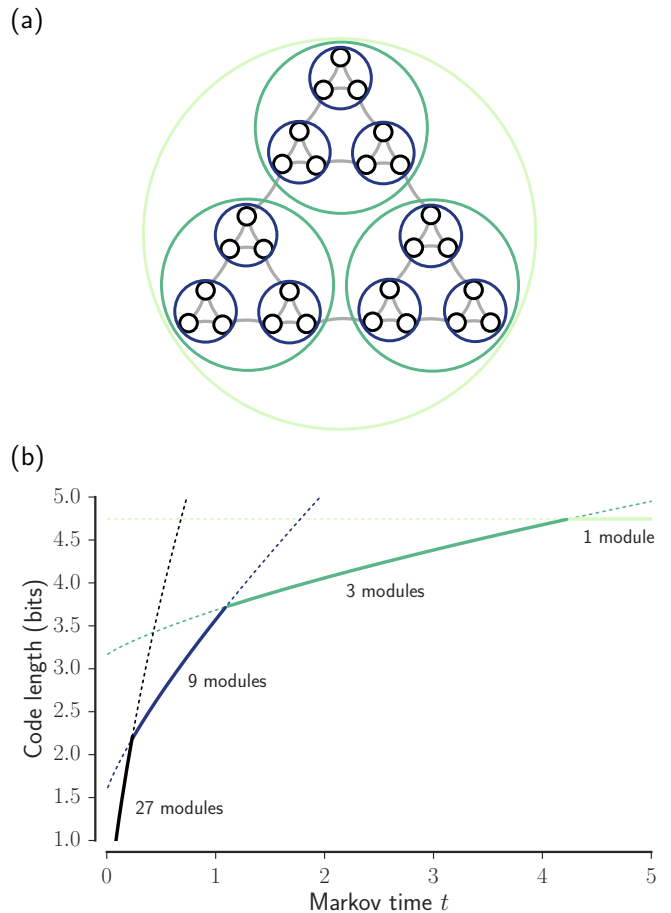 (a)
(b)
Code length (bits)
5.0
4.5
4.0
3.5
3.0
2.5
2.0
1.5
1.0
1 module
3 modules
9 modules
27 modules
0 1 2 3 4 5
Markov time t